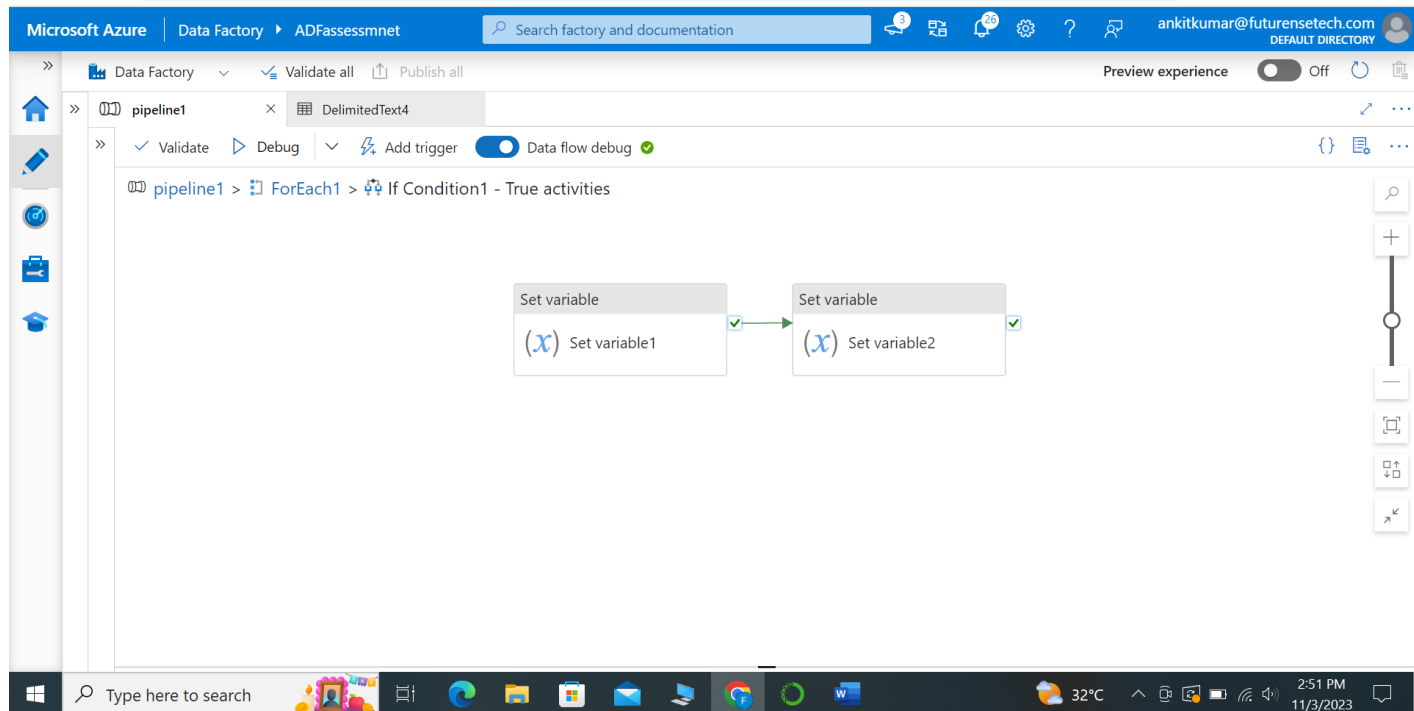 Microsoft Azure Data Factory ADFassessmnet Search factory and documentation 3 26 ankitkumar@futurensetech.com
DEFAULT DIRECTORY
Data Factory Validate all Publish all Preview experience Off
pipeline1 DelimitedText4
Validate Debug Add trigger Data flow debug
pipeline1 > ForEach1 > If Condition1 - True activities
Set variable Set variable
(x) Set variable1 (x) Set variable2
Type here to search 32°C 2:51 PM
11/3/2023